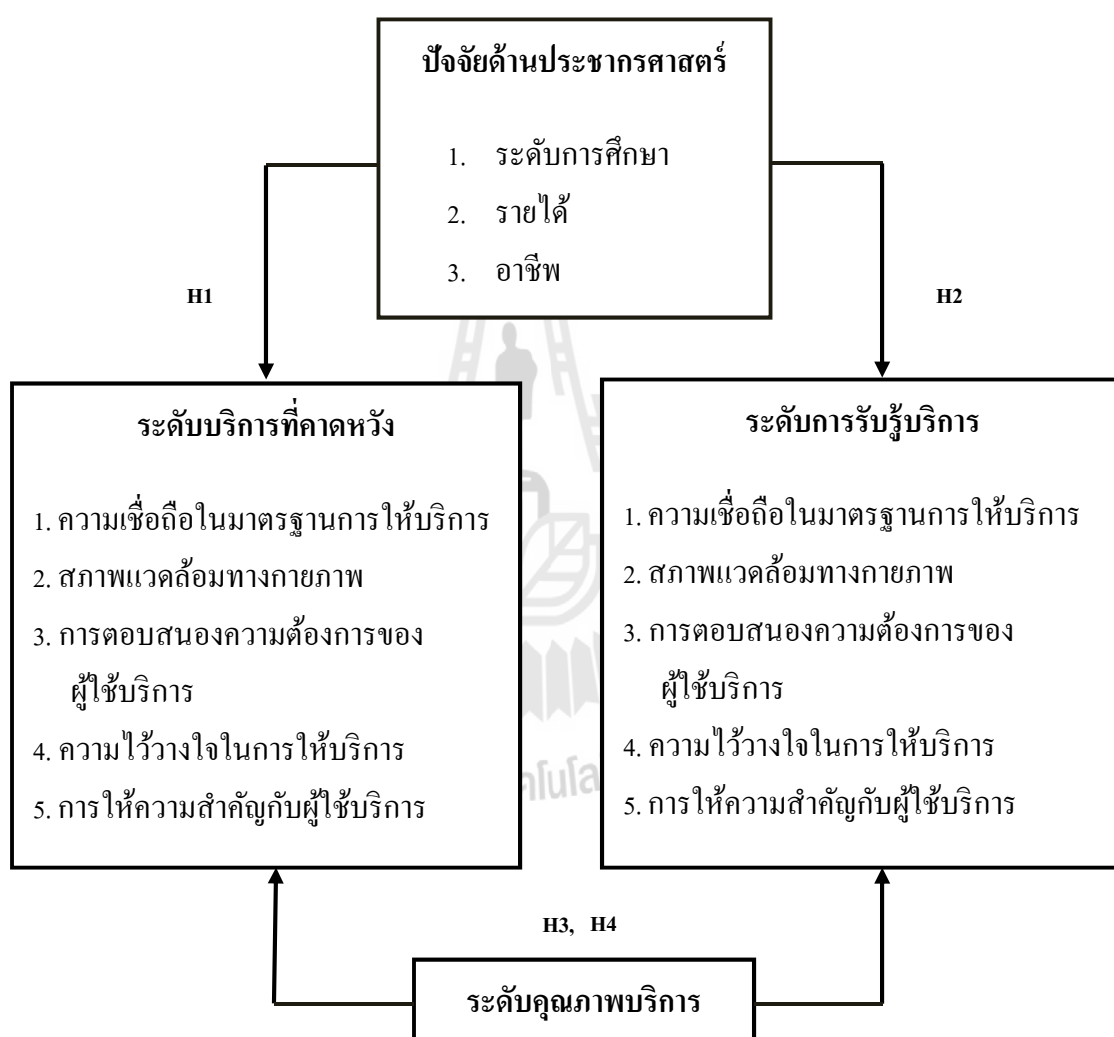 ปัจจัยด้านประชากรศาสตร์
1. ระดับการศึกษา
2. รายได้
3. อาชีพ
H1
H2
ระดับบริการที่คาดหวัง
1. ความเชื่อถือในมาตรฐานการให้บริการ
2. สภาพแวดล้อมทางกายภาพ
3. การตอบสนองความต้องการของ
ผู้ใช้บริการ
4. ความไว้วางใจในการให้บริการ
5. การให้ความสำคัญกับผู้ใช้บริการ
ระดับการรับรู้บริการ
1. ความเชื่อถือในมาตรฐานการให้บริการ
2. สภาพแวดล้อมทางกายภาพ
3. การตอบสนองความต้องการของ
ผู้ใช้บริการ
4. ความไว้วางใจในการให้บริการ
5. การให้ความสำคัญกับผู้ใช้บริการ
H3, H4
ระดับคุณภาพบริการ